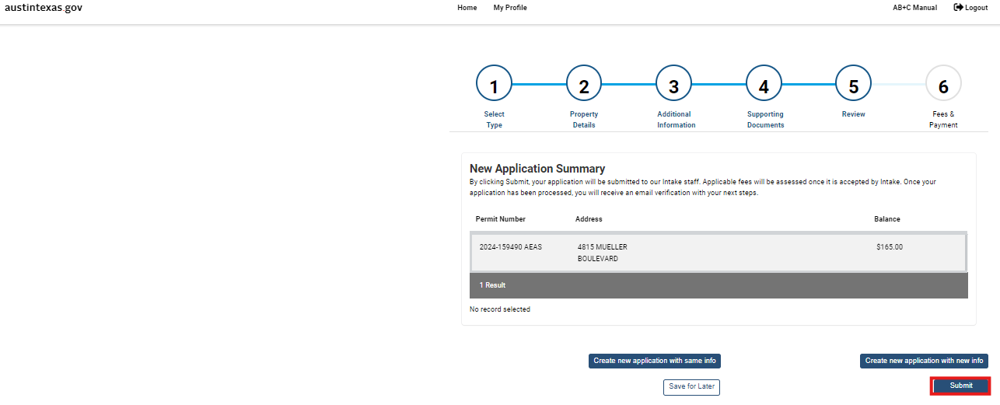 austintexas.gov
Home My Profile AB+C Manual Logout
1 2 3 4 5 6
Select Property Additional Supporting Review Fees &
Type Details Information Documents Payment
New Application Summary
By clicking Submit, your application will be submitted to our Intake staff. Applicable fees will be assessed once it is accepted by Intake. Once your
application has been processed, you will receive an email verification with your next steps.
Permit Number Address Balance
2024-159490 AEAS 4815 MUELLER $165.00
BOULEVARD
1 Result
No record selected
Create new application with same info Create new application with new info
Save for Later Submit